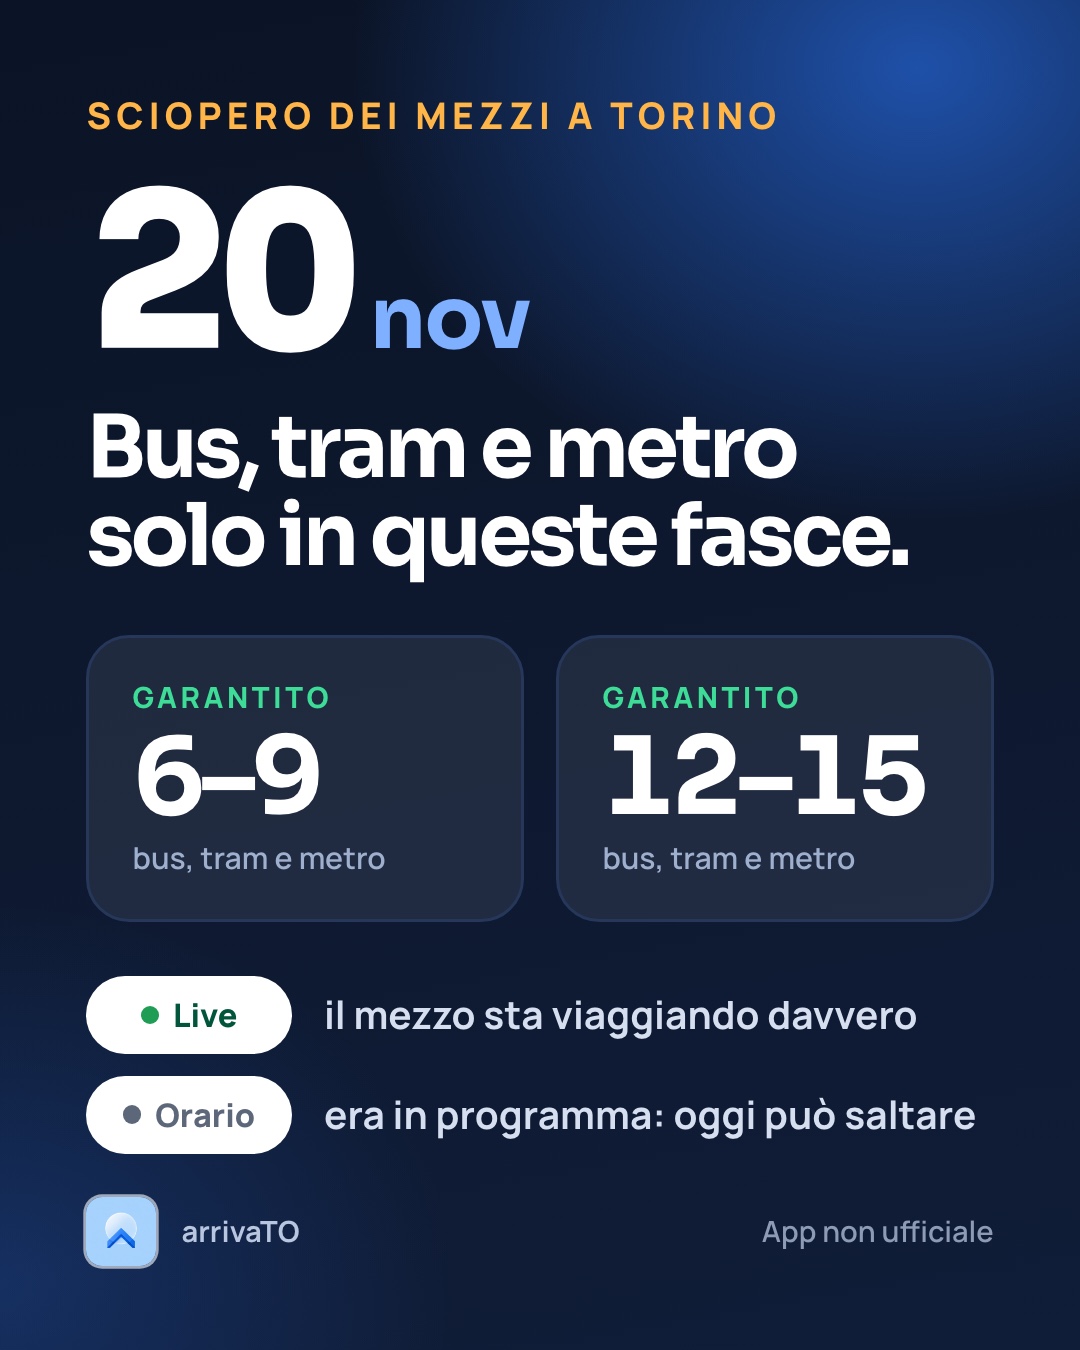 SCIOPERO DEI MEZZI A TORINO
20 nov
Bus, tram e metro
solo in queste fasce.
GARANTITO
6–9
bus, tram e metro
GARANTITO
12–15
bus, tram e metro
Live
il mezzo sta viaggiando davvero
Orario
era in programma: oggi può saltare
arrivaTO
App non ufficiale